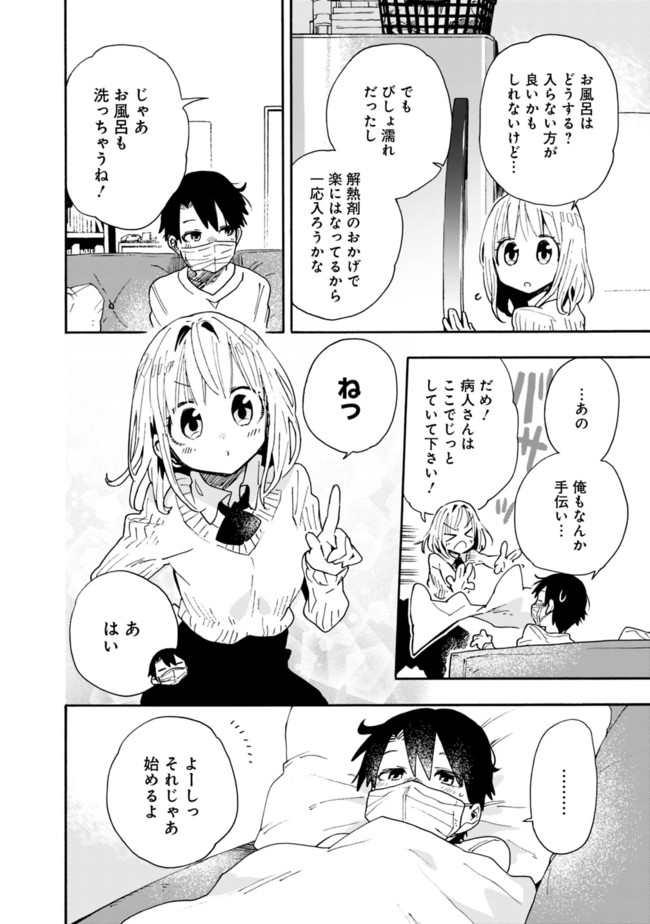 お風呂は
どうする？
入らない方が
良いかも
しれないけど…
でも
びしょ濡れ
だったし
解熱剤のおかげで
楽にはなってるから
一応入ろうかな
じゃあ
お風呂も
洗っちゃうね！
…あの
俺もなんか
手伝い…
バサッ
だめ！
病人さんは
ここでじっと
していて下さい！
ねっ
あ
はい
………
よーしっ
それじゃあ
始めるよ